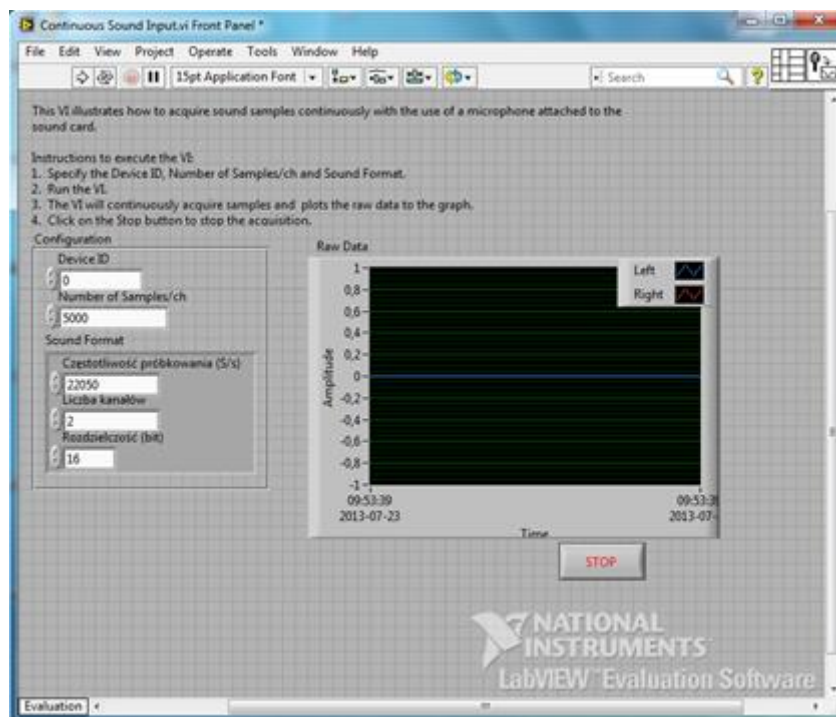 Continuous Sound Input.vi Front Panel *
File Edit View Project Operate Tools Window Help
15pt Application Font
Search
This VI illustrates how to acquire sound samples continuously with the use of a microphone attached to the
sound card.
Instructions to execute the VI:
1. Specify the Device ID, Number of Samples/ch and Sound Format.
2. Run the VI.
3. The VI will continuously acquire samples and plots the raw data to the graph.
4. Click on the Stop button to stop the acquisition.
Configuration
Device ID
0
Number of Samples/ch
5000
Sound Format
Częstotliwość próbkowania (S/s)
22050
Liczba kanałów
2
Rozdzielczość (bit)
16
Raw Data
Left
Right
Amplitude
1
0,8
0,6
0,4
0,2
0
-0,2
-0,4
-0,6
-0,8
-1
09:53:39
2013-07-23
09:53:3
2013-07-
Time
STOP
NATIONAL
INSTRUMENTS
LabVIEW™ Evaluation Software
Evaluation